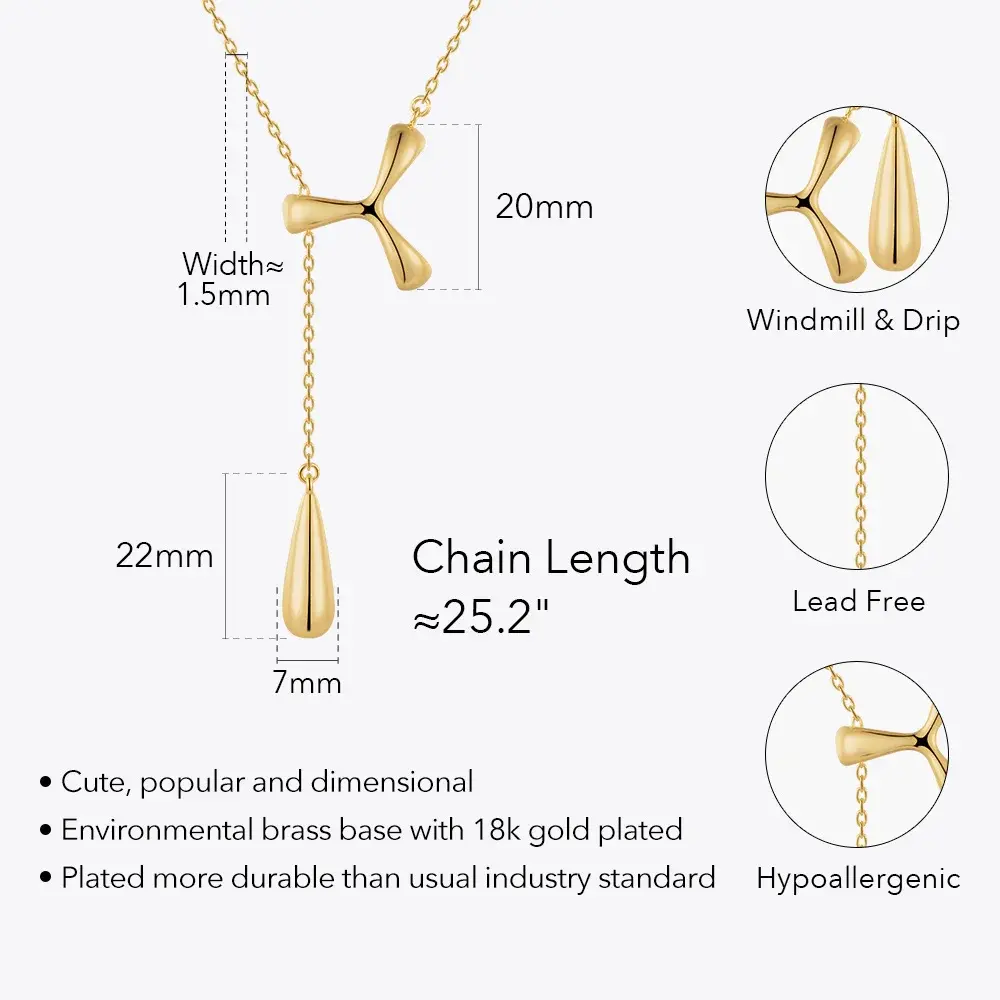 20mm
Width≈
1.5mm
Windmill & Drip
22mm
Chain Length
≈25.2"
7mm
Lead Free
• Cute, popular and dimensional
• Environmental brass base with 18k gold plated
• Plated more durable than usual industry standard
Hypoallergenic